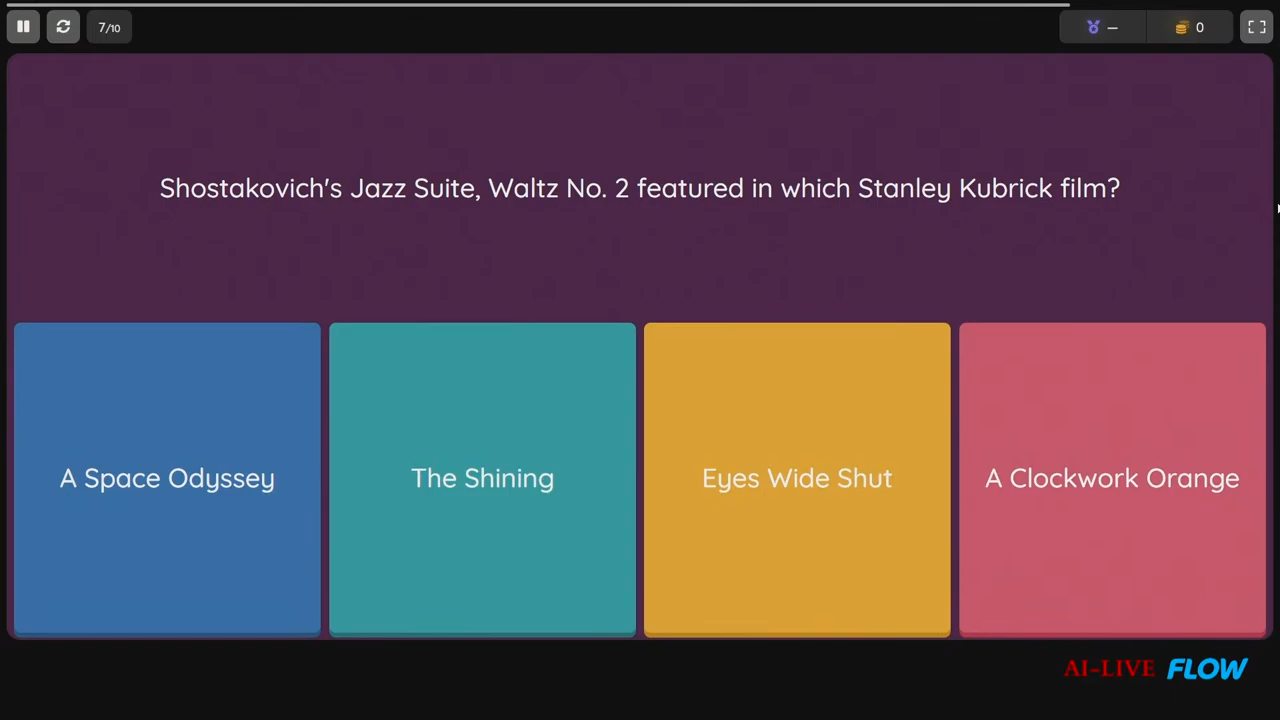 7/10
–
0
Shostakovich's Jazz Suite, Waltz No. 2 featured in which Stanley Kubrick film?
A Space Odyssey
The Shining
Eyes Wide Shut
A Clockwork Orange
AI-LIVE FLOW